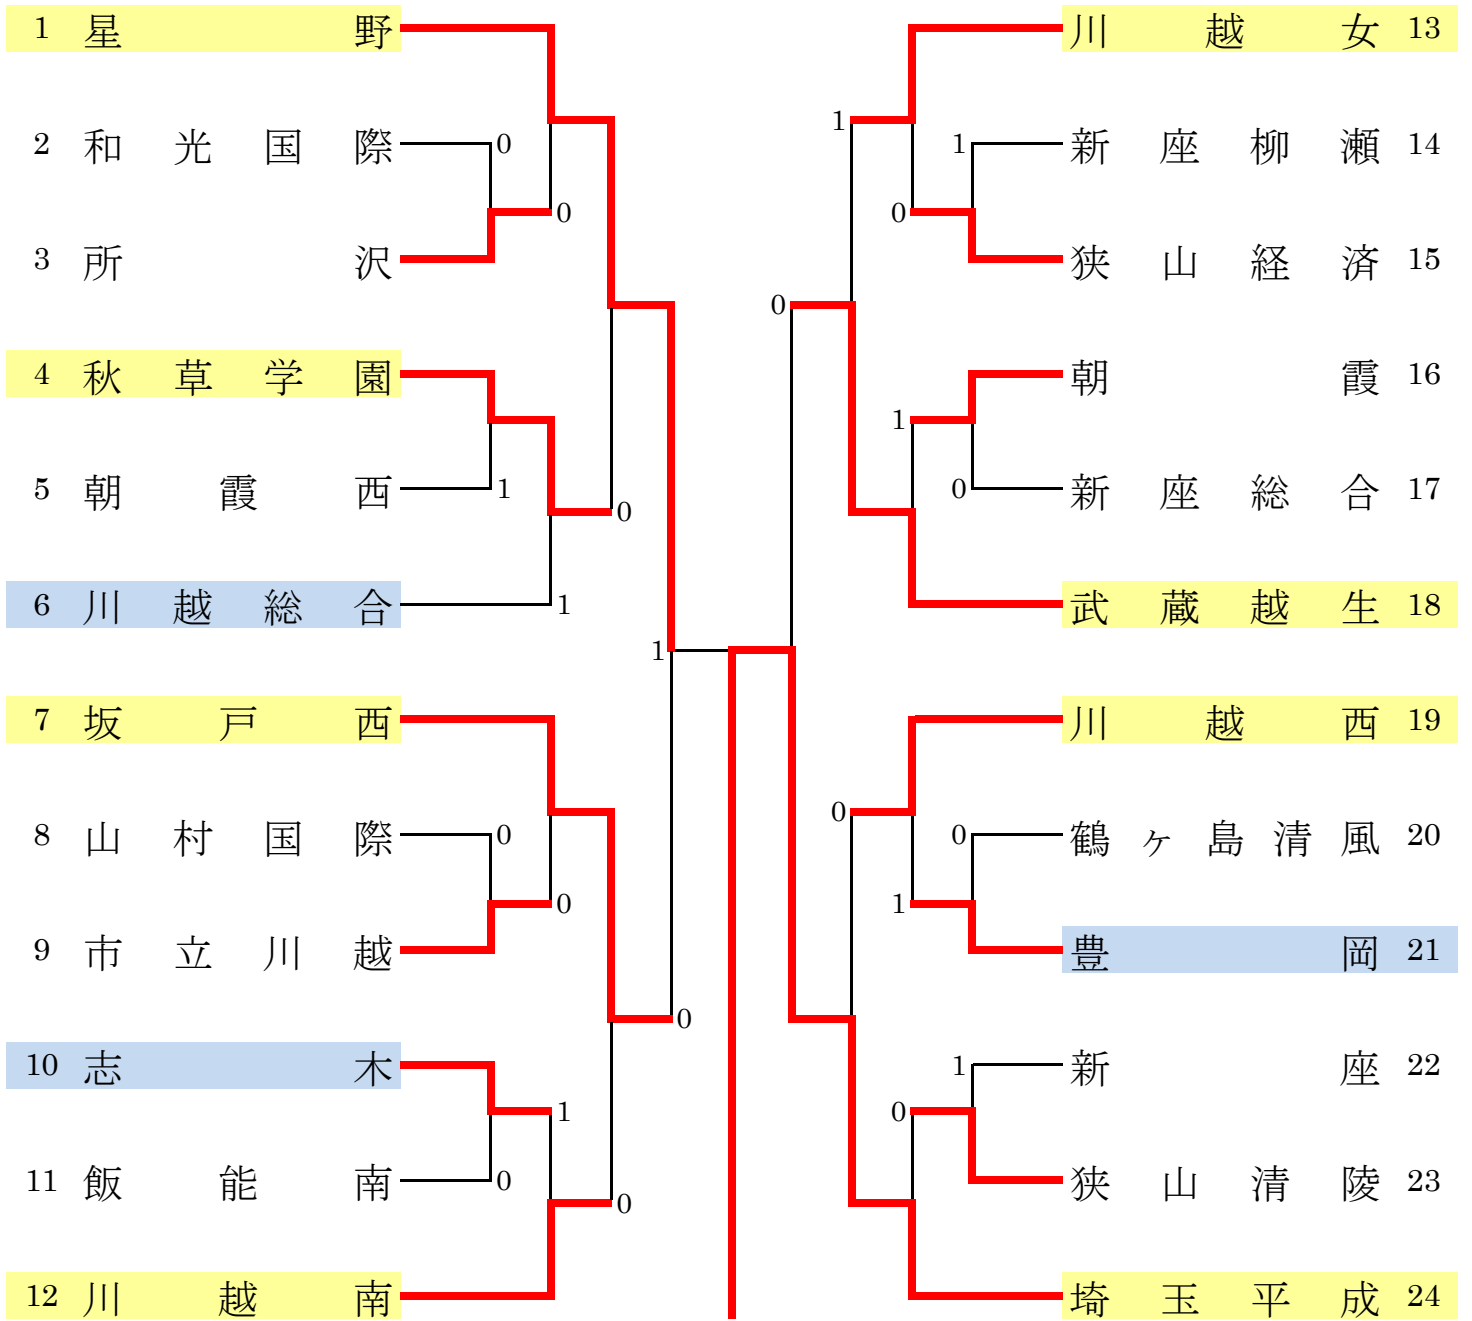 1 星野
2 和光国際
0
3 所沢
0
4 秋草学園
5 朝霞西
1
0
6 川越総合
1
1
7 坂戸西
8 山村国際
0
9 市立川越
0
0
10 志木
1
11 飯能南
0
0
12 川越南
川越女 13
1
1
新座柳瀬 14
0
狭山経済 15
0
朝霞 16
1
0
新座総合 17
武蔵越生 18
川越西 19
0
0
鶴ヶ島清風 20
1
豊岡 21
1
新座 22
0
狭山清陵 23
埼玉平成 24